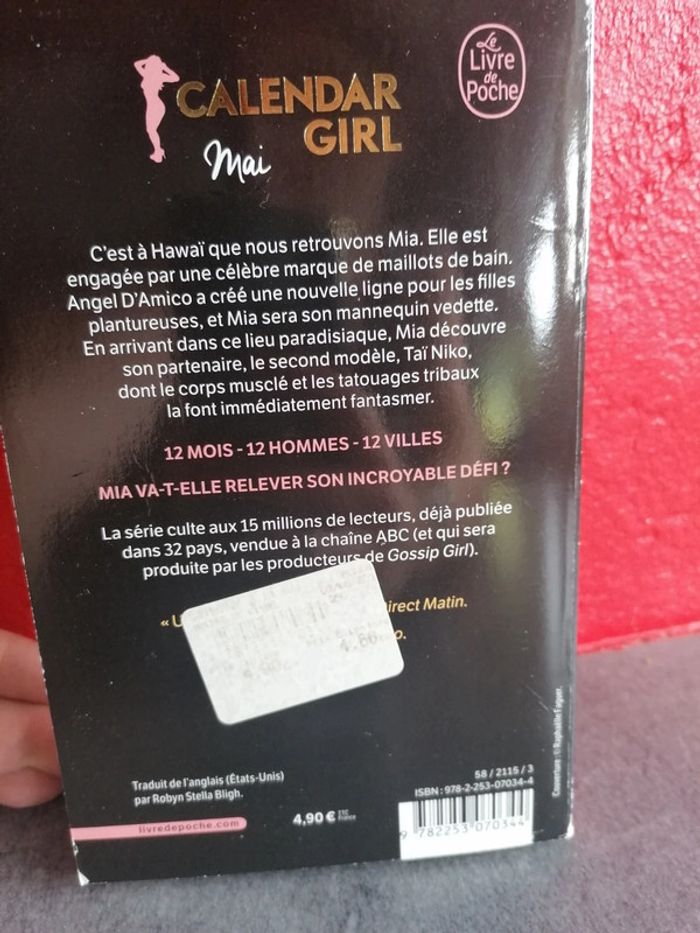 Le
Livre
de
Poche
CALENDAR
GIRL
Mai
C'est à Hawaï que nous retrouvons Mia. Elle est
engagée par une célèbre marque de maillots de bain.
Angel D'Amico a créé une nouvelle ligne pour les filles
plantureuses, et Mia sera son mannequin vedette.
En arrivant dans ce lieu paradisiaque, Mia découvre
son partenaire, le second modèle, Taï Niko,
dont le corps musclé et les tatouages tribaux
la font immédiatement fantasmer.
12 MOIS - 12 HOMMES - 12 VILLES
MIA VA-T-ELLE RELEVER SON INCROYABLE DÉFI ?
La série culte aux 15 millions de lecteurs, déjà publiée
dans 32 pays, vendue à la chaîne ABC (et qui sera
produite par les producteurs de Gossip Girl).
Matin.
Traduit de l'anglais (États-Unis)
par Robyn Stella Bligh.
livredepoche.com
4,90 € TTC
France
58 / 2115 / 3
ISBN : 978-2-253-07034-4
9 782253 070344
Couverture : © Raphaëlle Faguer.